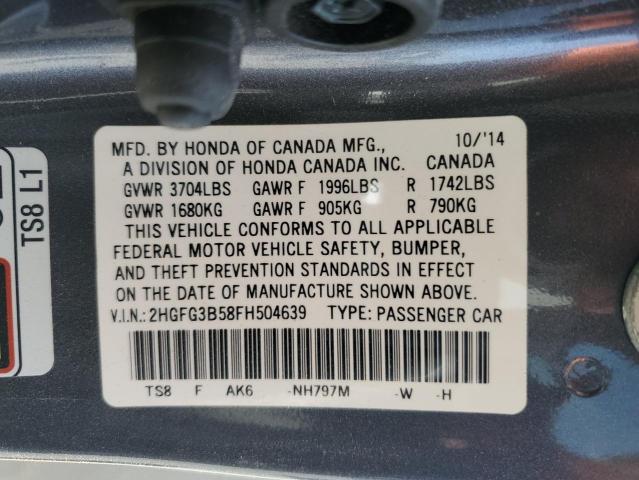 MFD. BY HONDA OF CANADA MFG., 10/'14
A DIVISION OF HONDA CANADA INC. CANADA
GVWR 3704LBS GAWR F 1996LBS R 1742LBS
GVWR 1680KG GAWR F 905KG R 790KG
THIS VEHICLE CONFORMS TO ALL APPLICABLE
FEDERAL MOTOR VEHICLE SAFETY, BUMPER,
AND THEFT PREVENTION STANDARDS IN EFFECT
ON THE DATE OF MANUFACTURE SHOWN ABOVE.
V.I.N.: 2HGFG3B58FH504639 TYPE: PASSENGER CAR
TS8 F AK6 -NH797M -W -H
TS8 L1